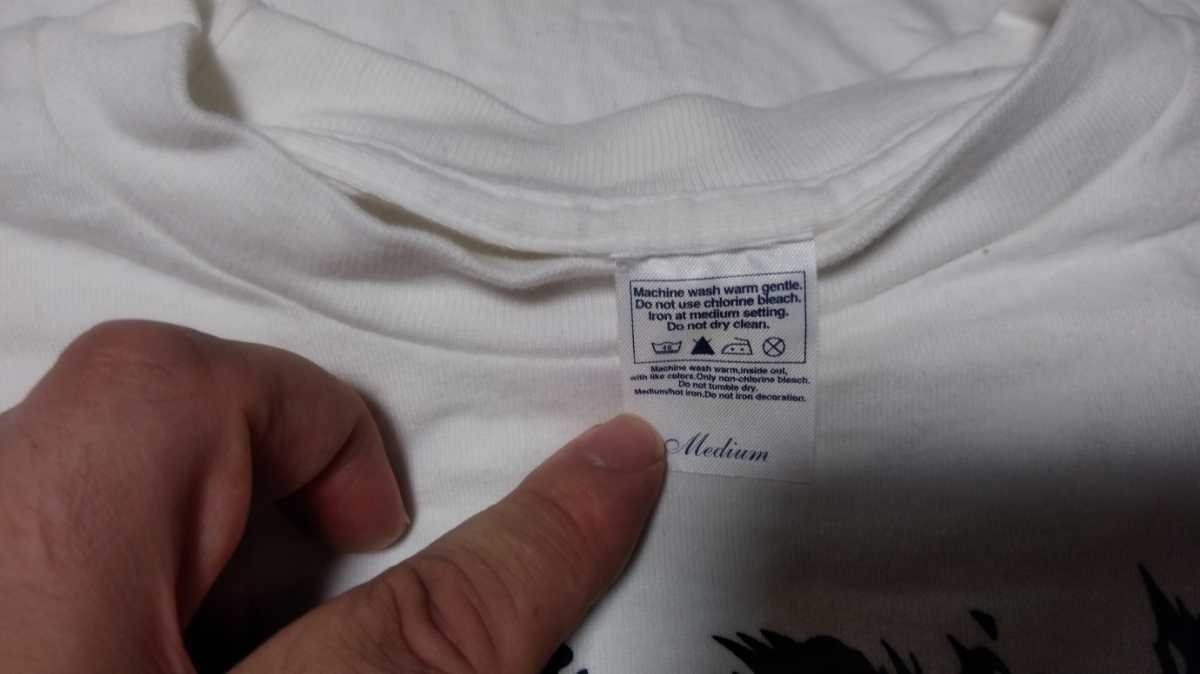 Machine wash warm gentle.
Do not use chlorine bleach.
Iron at medium setting.
Do not dry clean.
40
Machine wash warm,inside out,
with like colors.Only non-chlorine bleach.
Do not tumble dry.
Medium/hot iron.Do not iron decoration.
Medium